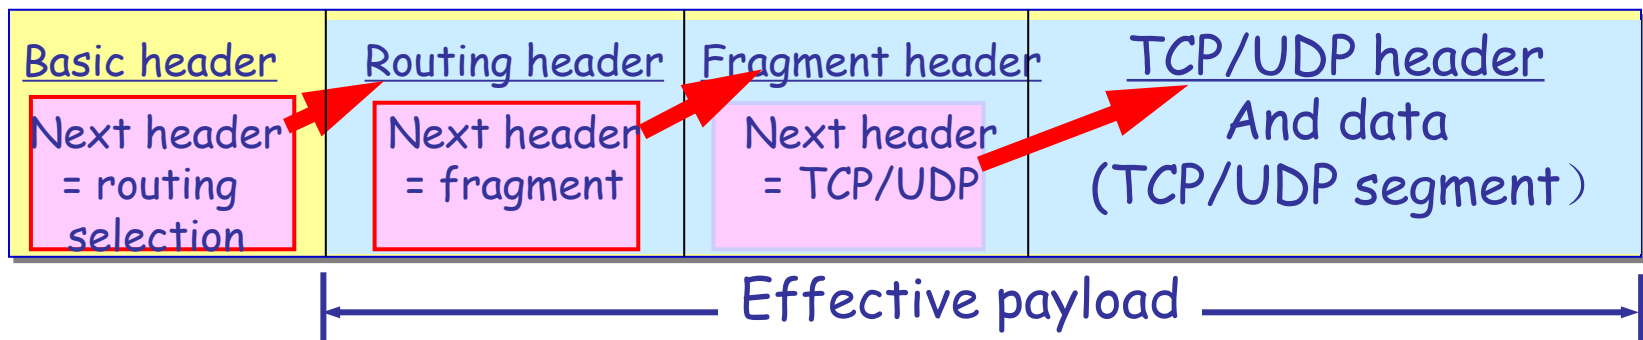 Basic header
Next header
= routing
selection
Routing header
Next header
= fragment
Fragment header
Next header
= TCP/UDP
TCP/UDP header
And data
(TCP/UDP segment）
Effective payload